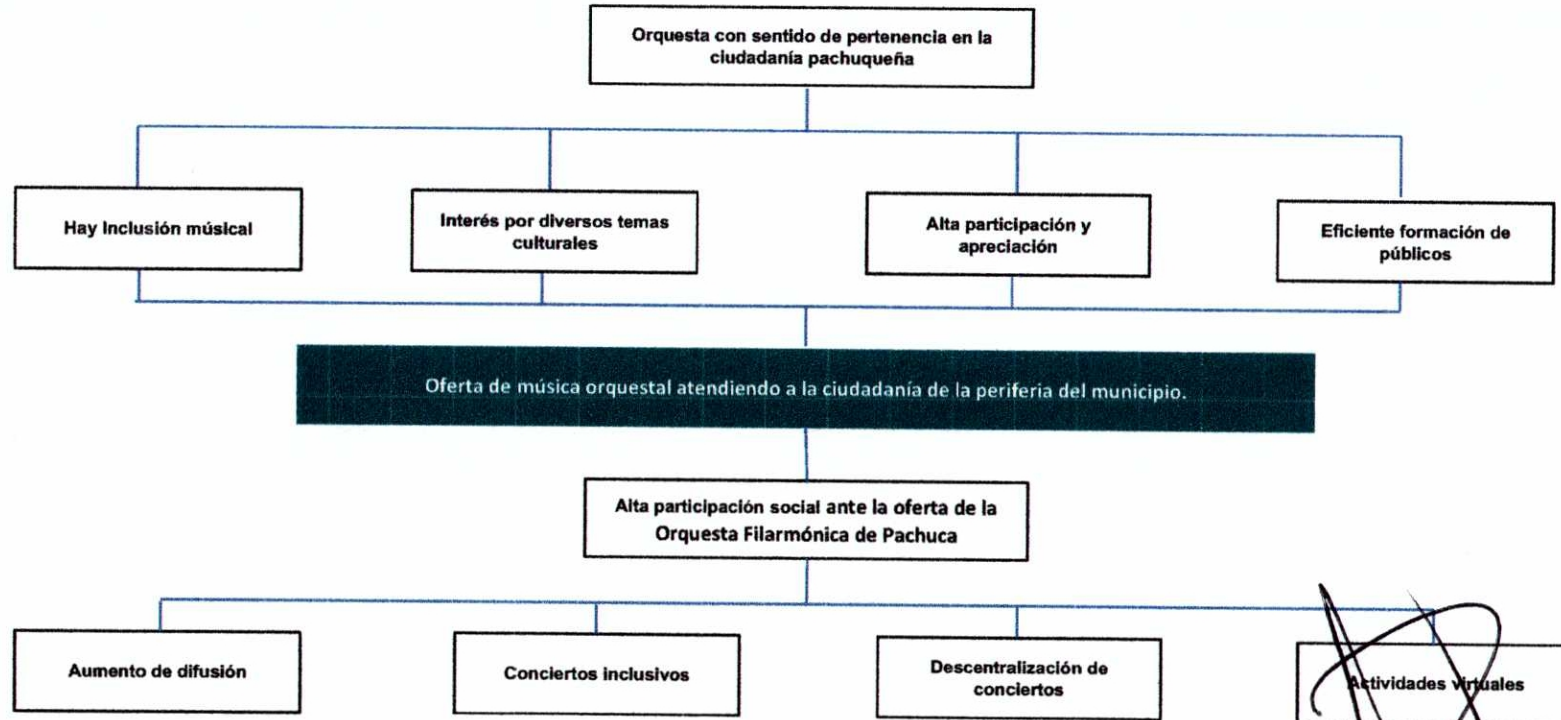 Orquesta con sentido de pertenencia en la
ciudadanía pachuqueña
Hay Inclusión músical
Interés por diversos temas
culturales
Alta participación y
apreciación
Eficiente formación de
públicos
Oferta de música orquestal atendiendo a la ciudadanía de la periferia del municipio.
Alta participación social ante la oferta de la
Orquesta Filarmónica de Pachuca
Aumento de difusión
Conciertos inclusivos
Descentralización de
conciertos
Actividades virtuales